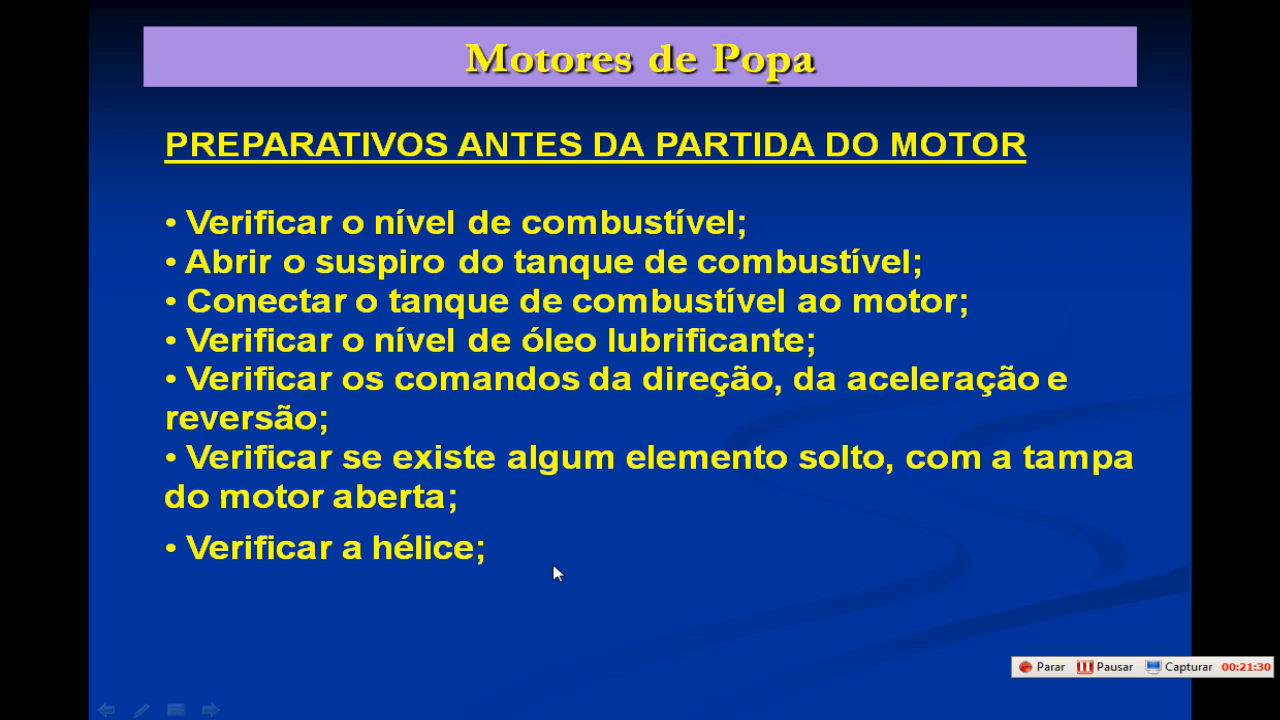 Motores de Popa
PREPARATIVOS ANTES DA PARTIDA DO MOTOR
• Verificar o nível de combustível;
• Abrir o suspiro do tanque de combustível;
• Conectar o tanque de combustível ao motor;
• Verificar o nível de óleo lubrificante;
• Verificar os comandos da direção, da aceleração e
reversão;
• Verificar se existe algum elemento solto, com a tampa
do motor aberta;
• Verificar a hélice;
Parar Pausar Capturar 00:21:30